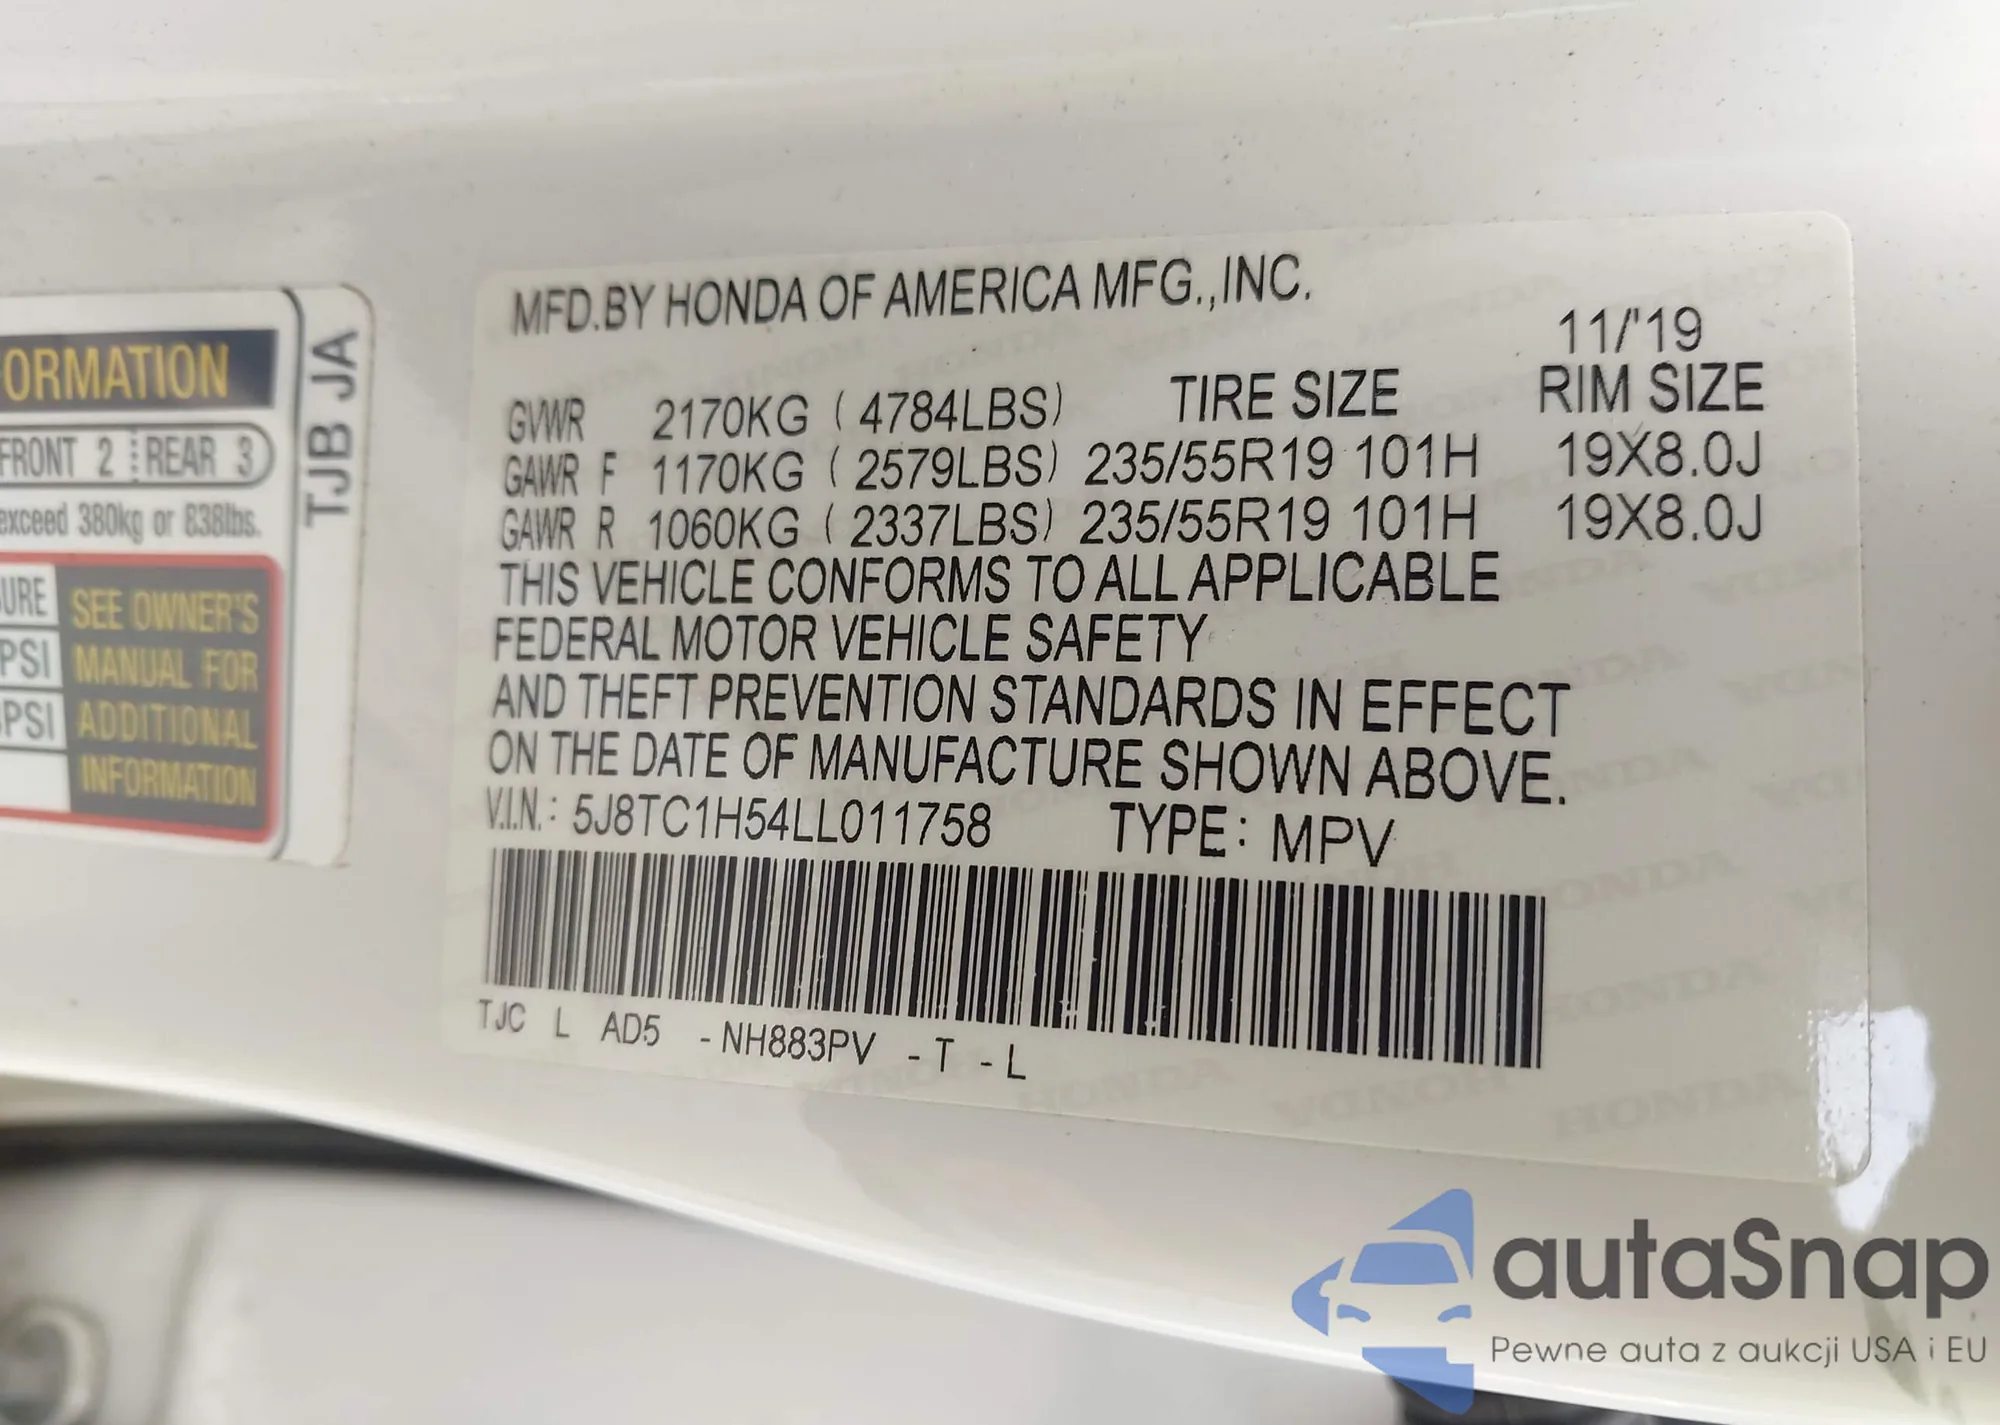 ORMATION
FRONT 2 REAR 3
exceed 380kg or 838lbs.
URE
PSI
PSI
SEE OWNER'S
MANUAL FOR
ADDITIONAL
INFORMATION
TJB JA
MFD.BY HONDA OF AMERICA MFG.,INC.
11/'19
GVWR 2170KG ( 4784LBS) TIRE SIZE RIM SIZE
GAWR F 1170KG ( 2579LBS) 235/55R19 101H 19X8.0J
GAWR R 1060KG ( 2337LBS) 235/55R19 101H 19X8.0J
THIS VEHICLE CONFORMS TO ALL APPLICABLE
FEDERAL MOTOR VEHICLE SAFETY
AND THEFT PREVENTION STANDARDS IN EFFECT
ON THE DATE OF MANUFACTURE SHOWN ABOVE.
V.I.N.: 5J8TC1H54LL011758 TYPE: MPV
TJC L AD5 -NH883PV -T -L
autaSnap
Pewne auta z aukcji USA i EU